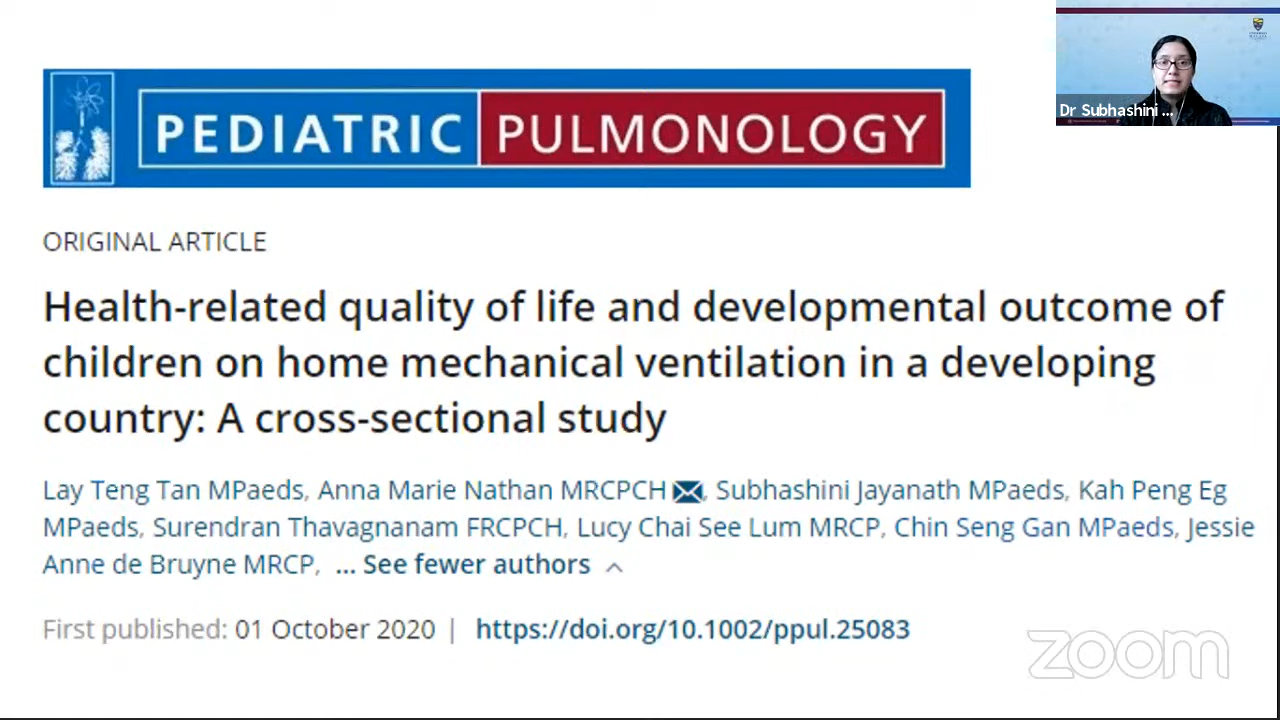 PEDIATRIC PULMONOLOGY
Dr Subhashini ...
ORIGINAL ARTICLE
Health-related quality of life and developmental outcome of
children on home mechanical ventilation in a developing
country: A cross-sectional study
Lay Teng Tan MPaeds, Anna Marie Nathan MRCPCH, Subhashini Jayanath MPaeds, Kah Peng Eg
MPaeds, Surendran Thavagnanam FRCPCH, Lucy Chai See Lum MRCP, Chin Seng Gan MPaeds, Jessie
Anne de Bruyne MRCP, ... See fewer authors
First published: 01 October 2020 | https://doi.org/10.1002/ppul.25083
zoom